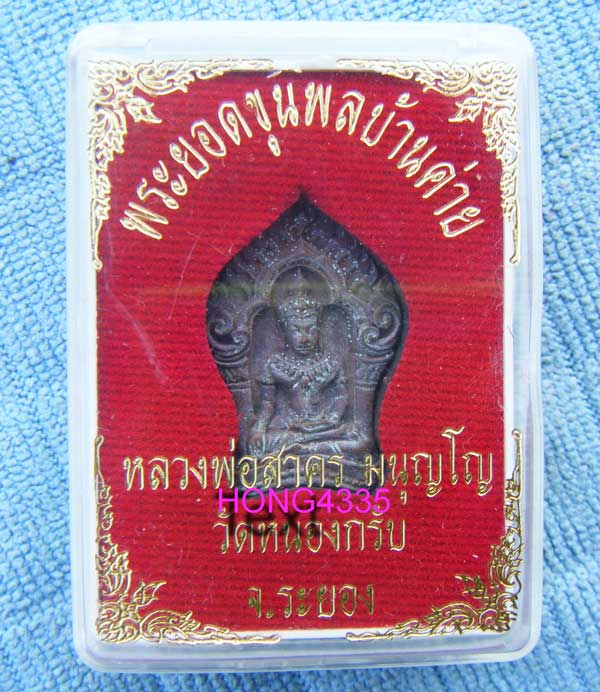 พระยอดขุนพลบ้านค่าย
หลวงพ่อสาคร มนุญโญ
HONG4335
วัดหนองกรับ
จ.ระยอง